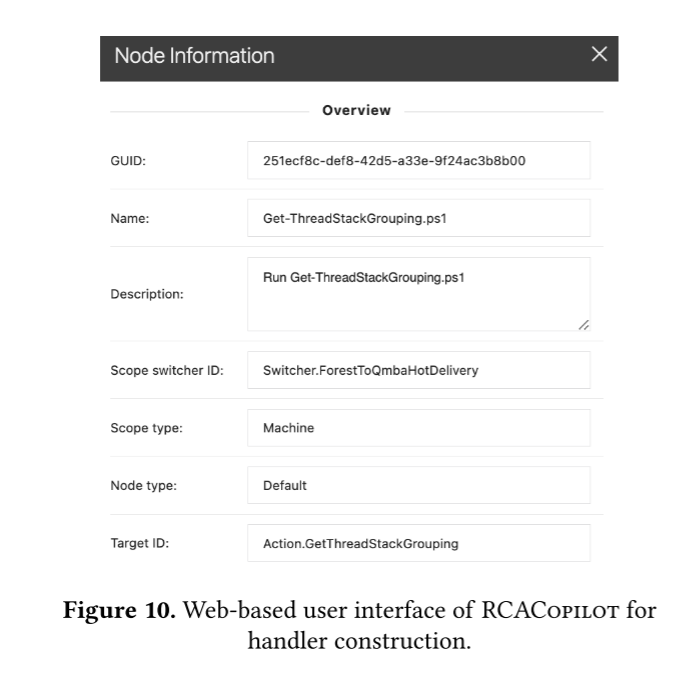 Node Information
Overview
GUID: 251ecf8c-def8-42d5-a33e-9f24ac3b8b00
Name: Get-ThreadStackGrouping.ps1
Description: Run Get-ThreadStackGrouping.ps1
Scope switcher ID: Switcher.ForestToQmbaHotDelivery
Scope type: Machine
Node type: Default
Target ID: Action.GetThreadStackGrouping
Figure 10. Web-based user interface of RCACOPILOT for
handler construction.